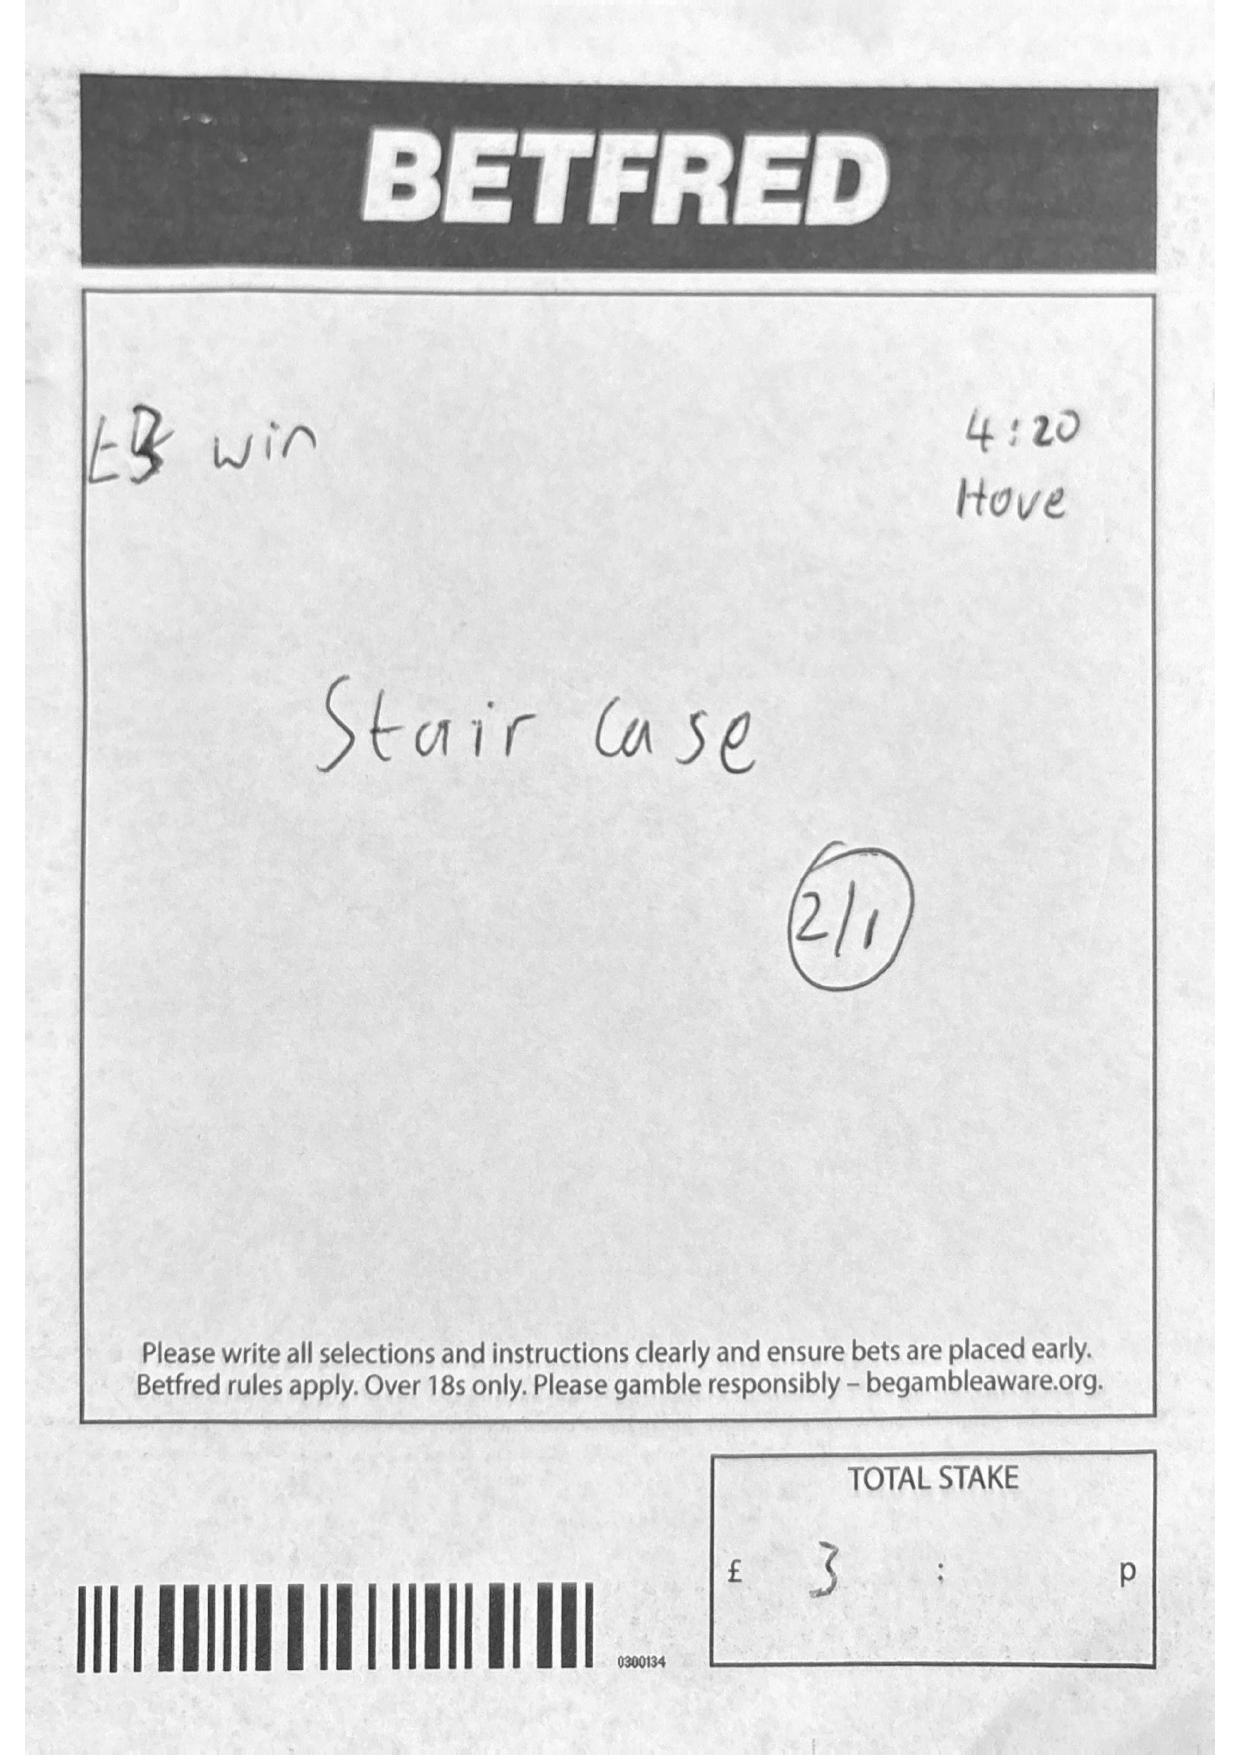 BETFRED
£3 win
4:20
Hove
Stair Case
2/1
Please write all selections and instructions clearly and ensure bets are placed early.
Betfred rules apply. Over 18s only. Please gamble responsibly – begambleaware.org.
TOTAL STAKE
£ 3 : p
0300134